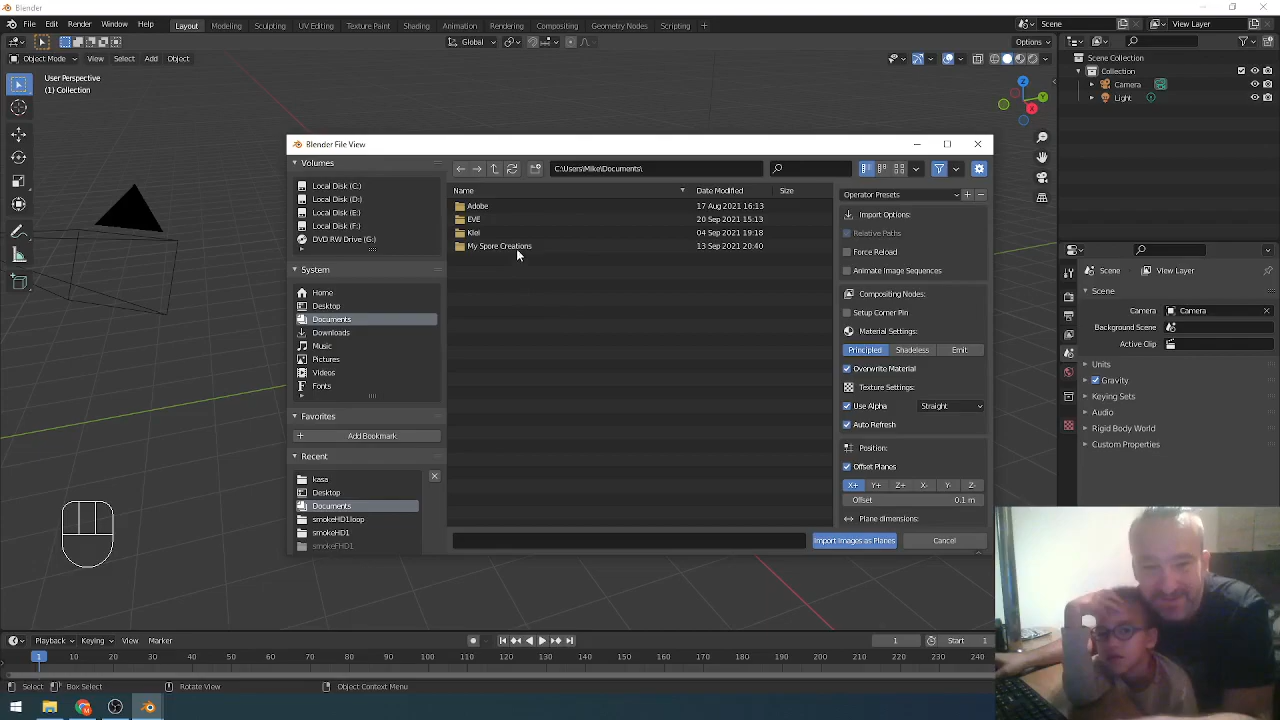 Blender
File Edit Render Window Help Layout Modeling Sculpting UV Editing Texture Paint Shading Animation Rendering Compositing Geometry Nodes Scripting + Scene View Layer
Global Options
Object Mode View Select Add Object
User Perspective
(1) Collection
Scene Collection
Collection
Camera
Light
Z
Y
X
Blender File View
Volumes
Local Disk (C:)
Local Disk (D:)
Local Disk (E:)
Local Disk (F:)
DVD RW Drive (G:)
System
Home
Desktop
Documents
Downloads
Music
Pictures
Videos
Fonts
Favorites
Add Bookmark
Recent
kasa
Desktop
Documents
smokeHD1loop
smokeHD1
smokeFHD1
C:\Users\Mike\Documents\
Name Date Modified Size
Adobe 17 Aug 2021 16:13
EVE 20 Sep 2021 15:13
Klei 04 Sep 2021 19:18
My Spore Creations 13 Sep 2021 20:40
Operator Presets
Import Options:
Relative Paths
Force Reload
Animate Image Sequences
Compositing Nodes:
Setup Corner Pin
Material Settings:
Principled Shadeless Emit
Overwrite Material
Texture Settings:
Use Alpha Straight
Auto Refresh
Position:
Offset Planes
X+ Y+ Z+ X- Y- Z-
Offset 0.1 m
Plane dimensions:
Import Images as Planes Cancel
Scene View Layer
Scene
Camera Camera
Background Scene
Active Clip
Units
Gravity
Keying Sets
Audio
Rigid Body World
Custom Properties
Playback Keying View Marker 1 Start 1
1 10 20 30 40 50 60 70 80 90 100 110 120 130 140 150 160 170 180 190 200 210 220 230 240
Select Box Select Rotate View Object Context Menu